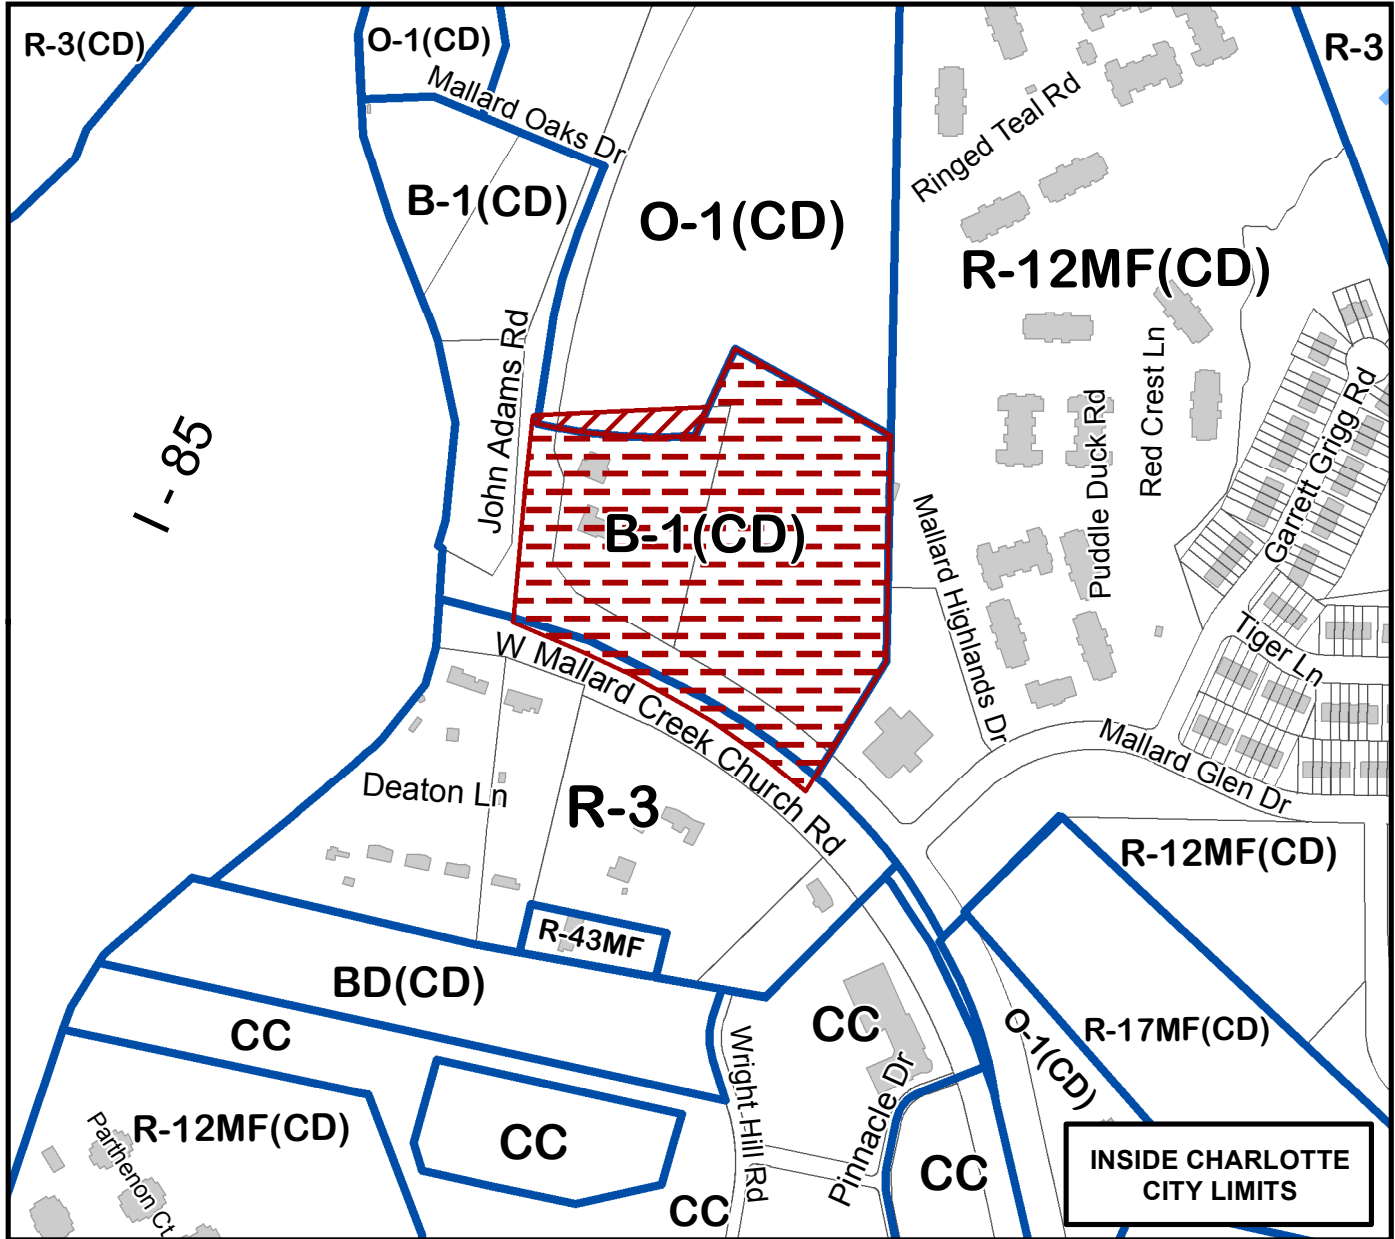 R-3(CD)
O-1(CD)
R-3
Mallard Oaks Dr
Ringed Teal Rd
B-1(CD)
O-1(CD)
R-12MF(CD)
John Adams Rd
Red Crest Ln
Puddle Duck Rd
Garrett Grigg Rd
I - 85
B-1(CD)
Mallard Highlands Dr
Tiger Ln
W Mallard Creek Church Rd
Mallard Glen Dr
Deaton Ln
R-3
R-12MF(CD)
R-43MF
BD(CD)
CC
CC
O-1(CD)
R-17MF(CD)
Wright Hill Rd
Pinnacle Dr
Parthenon Ct
R-12MF(CD)
CC
CC
CC
INSIDE CHARLOTTE
CITY LIMITS